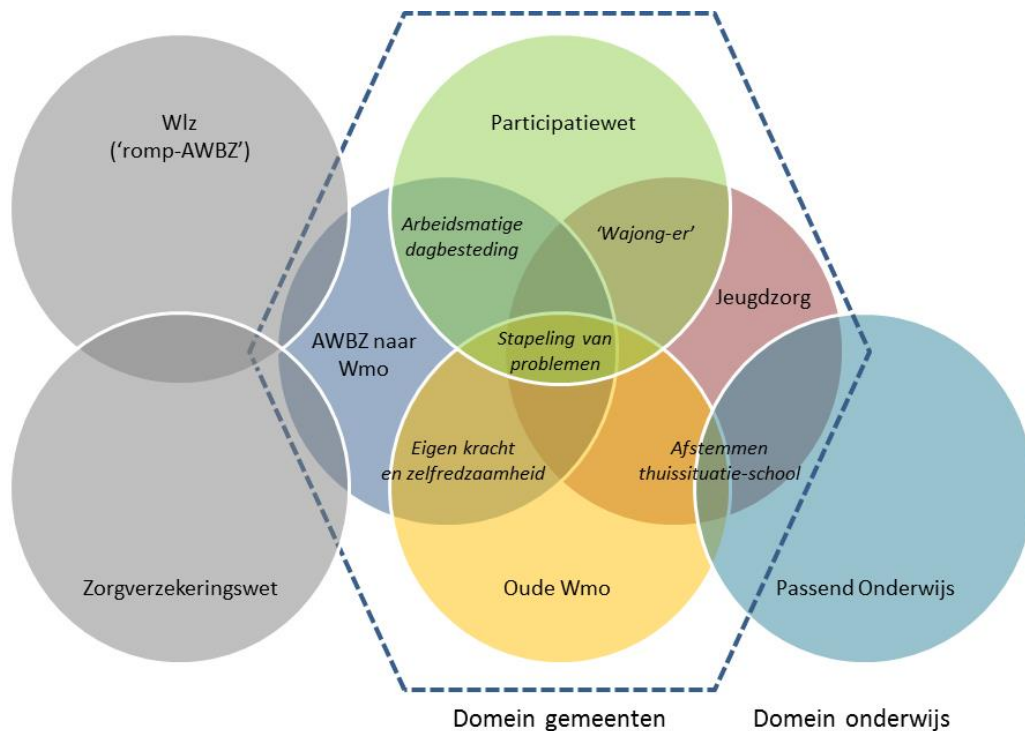 Wlz
(‘romp-AWBZ’)
Participatiewet
Arbeidsmatige
dagbesteding
‘Wajong-er’
Jeugdzorg
AWBZ naar
Wmo
Stapeling van
problemen
Eigen kracht
en zelfredzaamheid
Afstemmen
thuissituatie-school
Zorgverzekeringswet
Oude Wmo
Passend Onderwijs
Domein gemeenten
Domein onderwijs